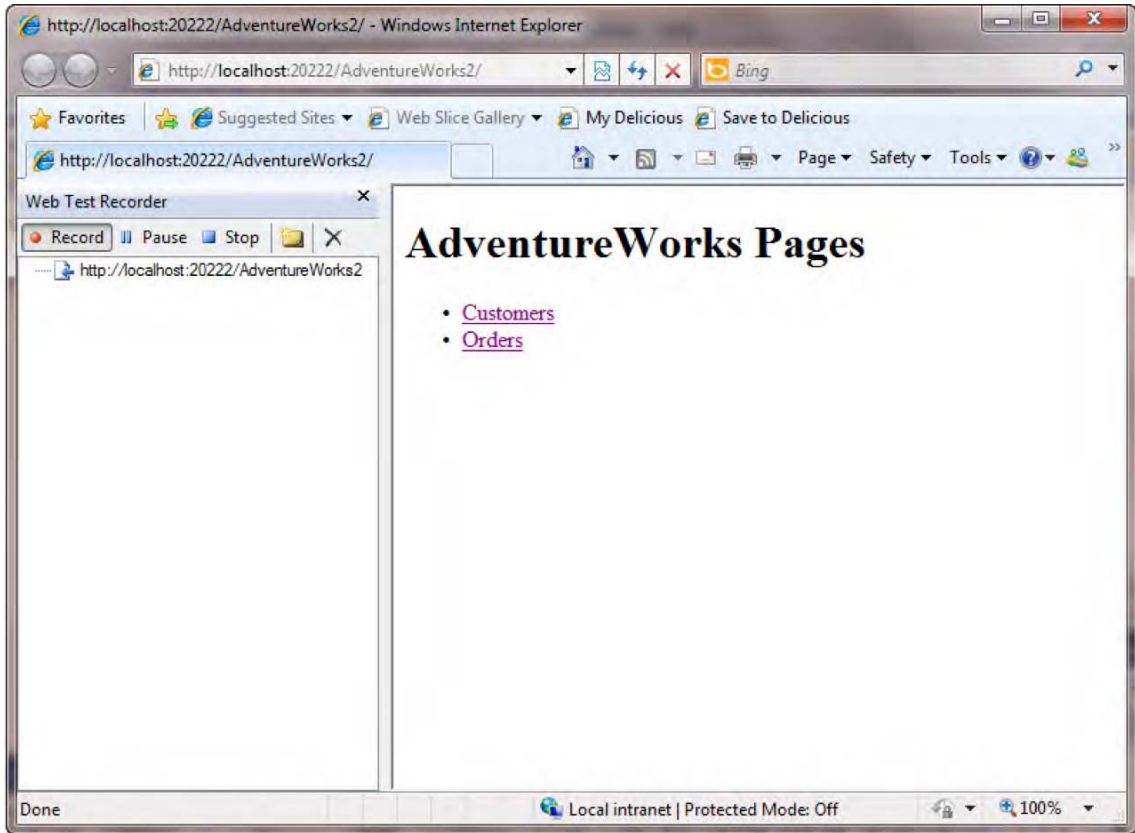 http://localhost:20222/AdventureWorks2/ - Windows Internet Explorer
http://localhost:20222/AdventureWorks2/ Bing
Favorites Suggested Sites Web Slice Gallery My Delicious Save to Delicious
http://localhost:20222/AdventureWorks2/ Page Safety Tools »
Web Test Recorder
Record Pause Stop
http://localhost:20222/AdventureWorks2
AdventureWorks Pages
• Customers
• Orders
Done Local intranet | Protected Mode: Off 100%